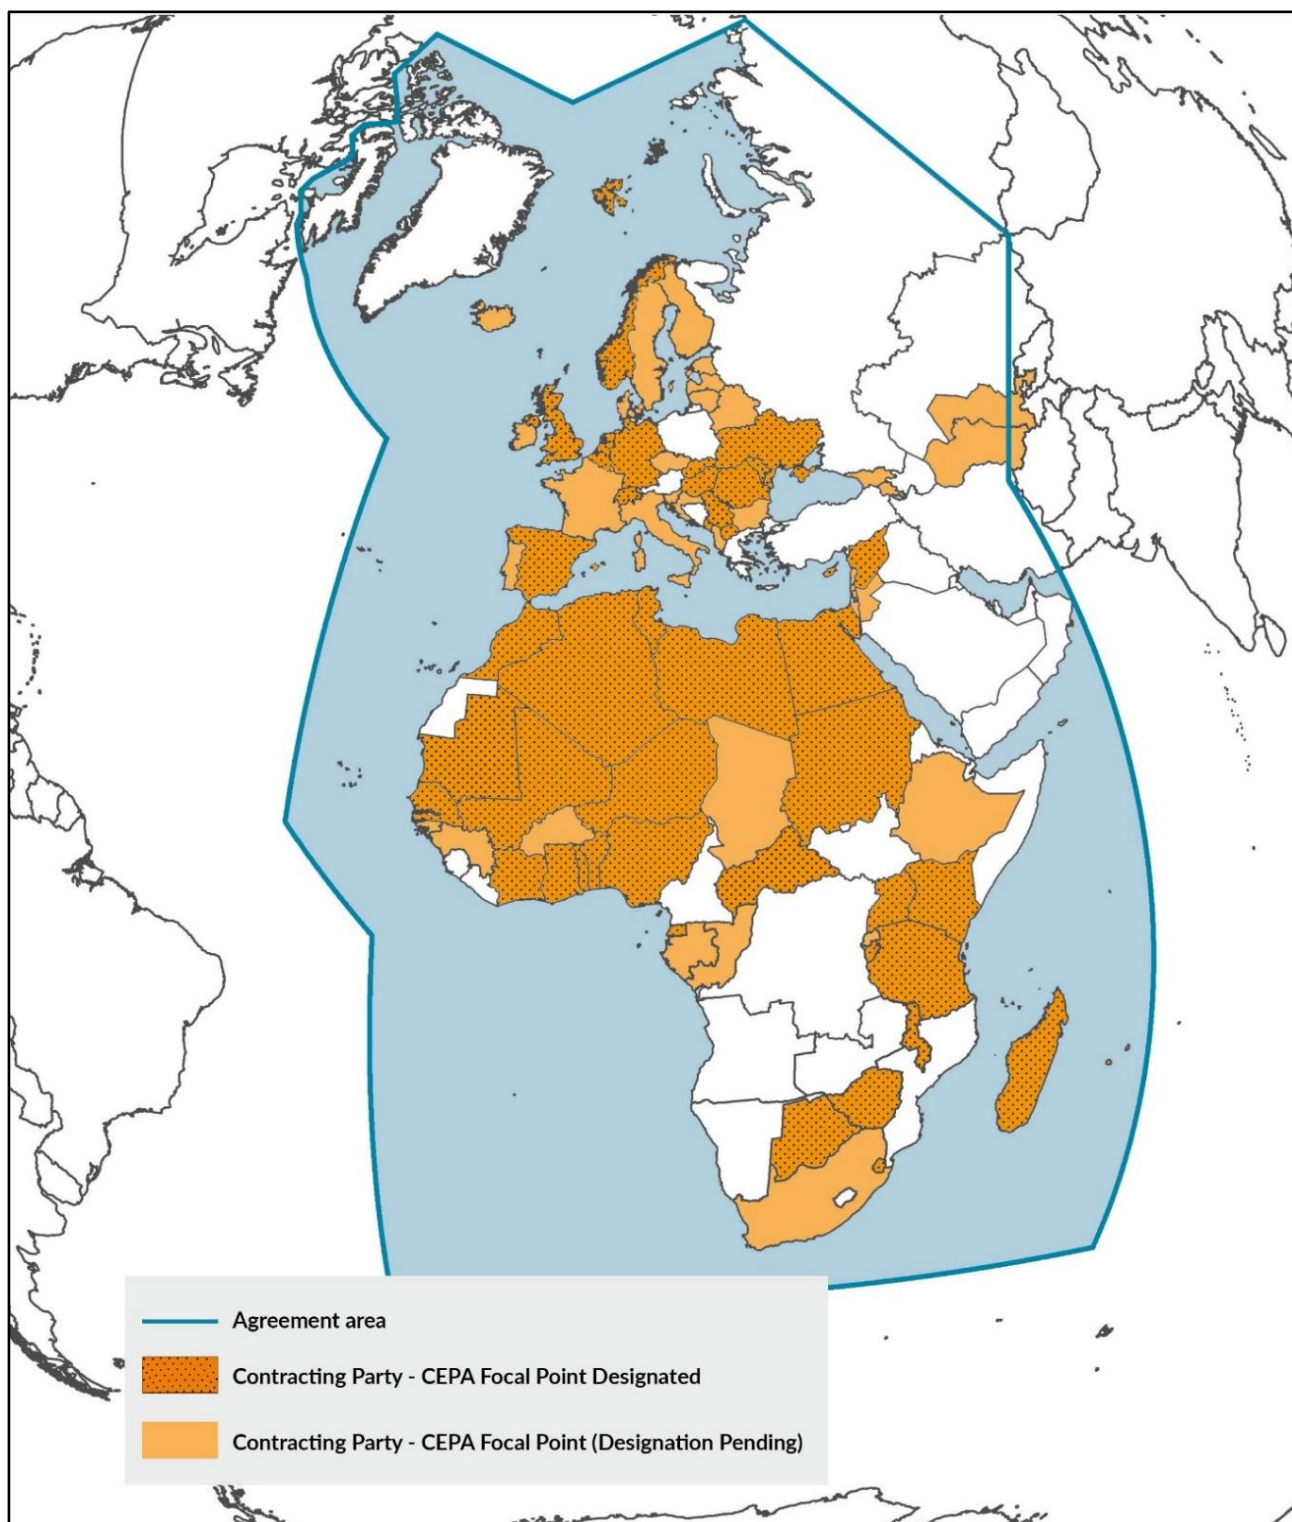 Agreement area
Contracting Party - CEPA Focal Point Designated
Contracting Party - CEPA Focal Point (Designation Pending)